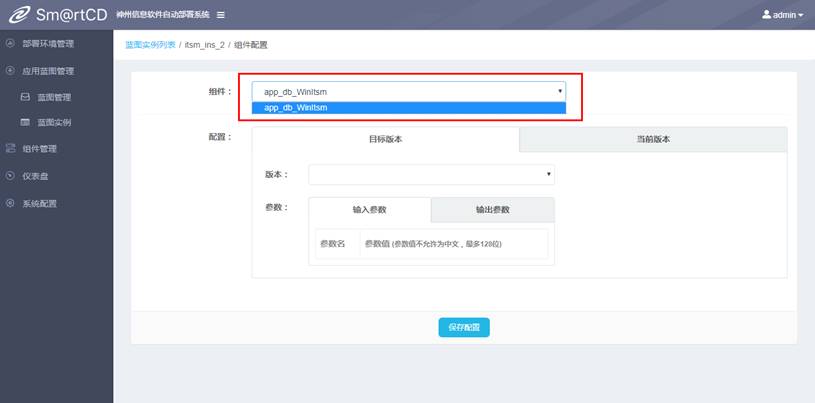 Sm@rtCD 神州信息软件自动部署系统 admin
部署环境管理
应用蓝图管理
蓝图管理
蓝图实例
组件管理
仪表盘
系统配置
蓝图实例列表 / itsm_ins_2 / 组件配置
组件：
app_db_WinItsm
app_db_WinItsm
配置：
目标版本 当前版本
版本：
参数：
输入参数 输出参数
参数名 参数值 (参数值不允许为中文，最多128位)
保存配置